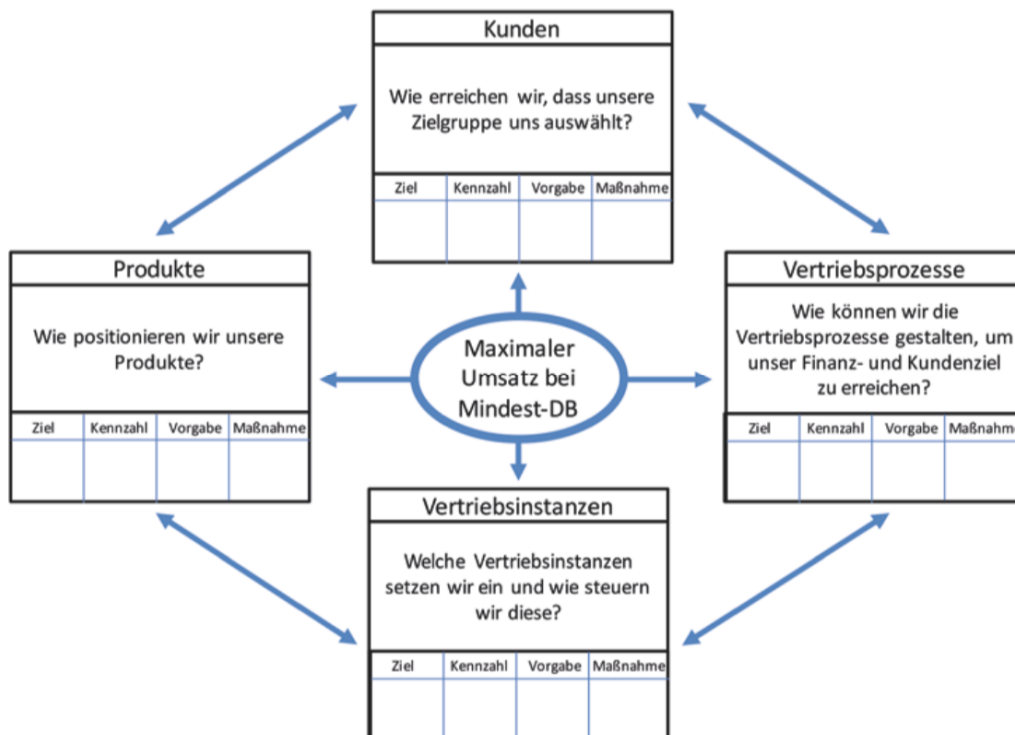 Kunden
Wie erreichen wir, dass unsere
Zielgruppe uns auswählt?
Ziel Kennzahl Vorgabe Maßnahme
Produkte
Wie positionieren wir unsere
Produkte?
Ziel Kennzahl Vorgabe Maßnahme
Maximaler
Umsatz bei
Mindest-DB
Vertriebsprozesse
Wie können wir die
Vertriebsprozesse gestalten, um
unser Finanz- und Kundenziel
zu erreichen?
Ziel Kennzahl Vorgabe Maßnahme
Vertriebsinstanzen
Welche Vertriebsinstanzen
setzen wir ein und wie steuern
wir diese?
Ziel Kennzahl Vorgabe Maßnahme